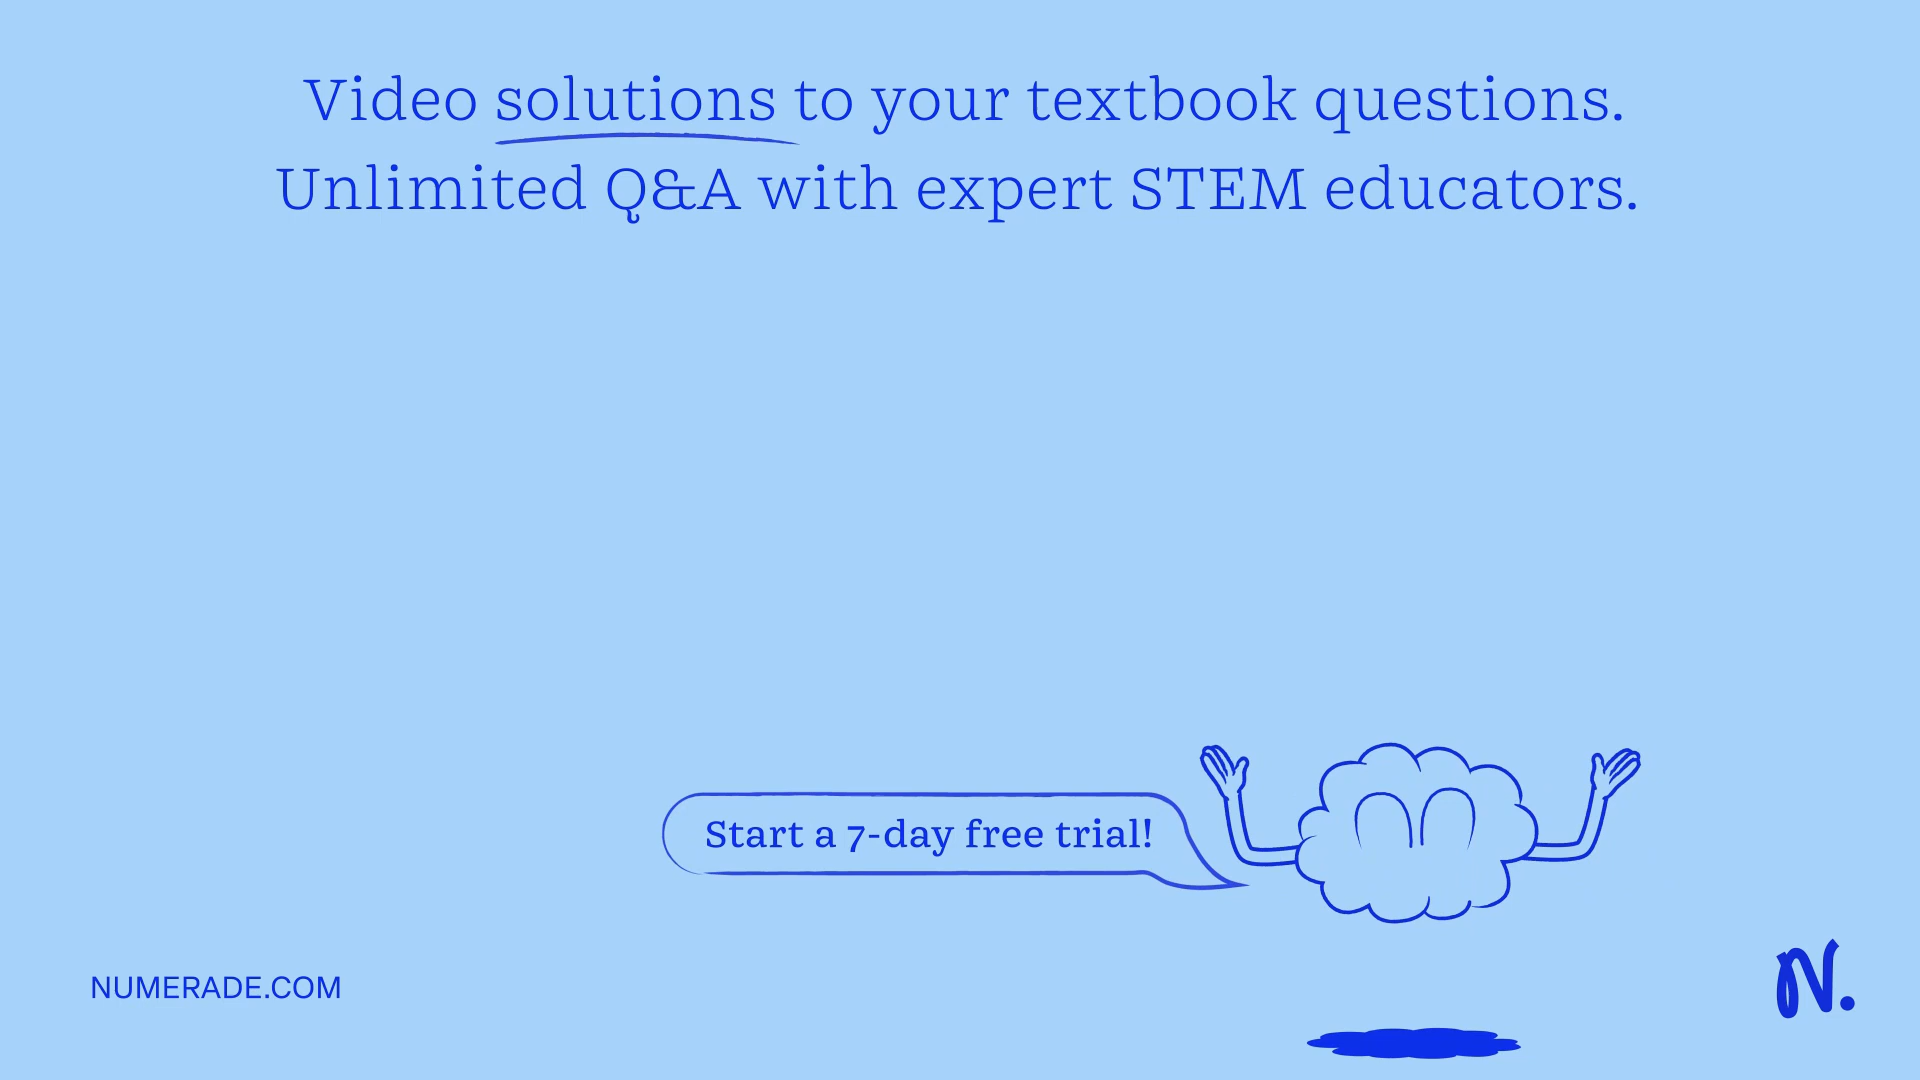 Video solutions to your textbook questions.
Unlimited Q&A with expert STEM educators.
Start a 7-day free trial!
NUMERADE.COM
N.